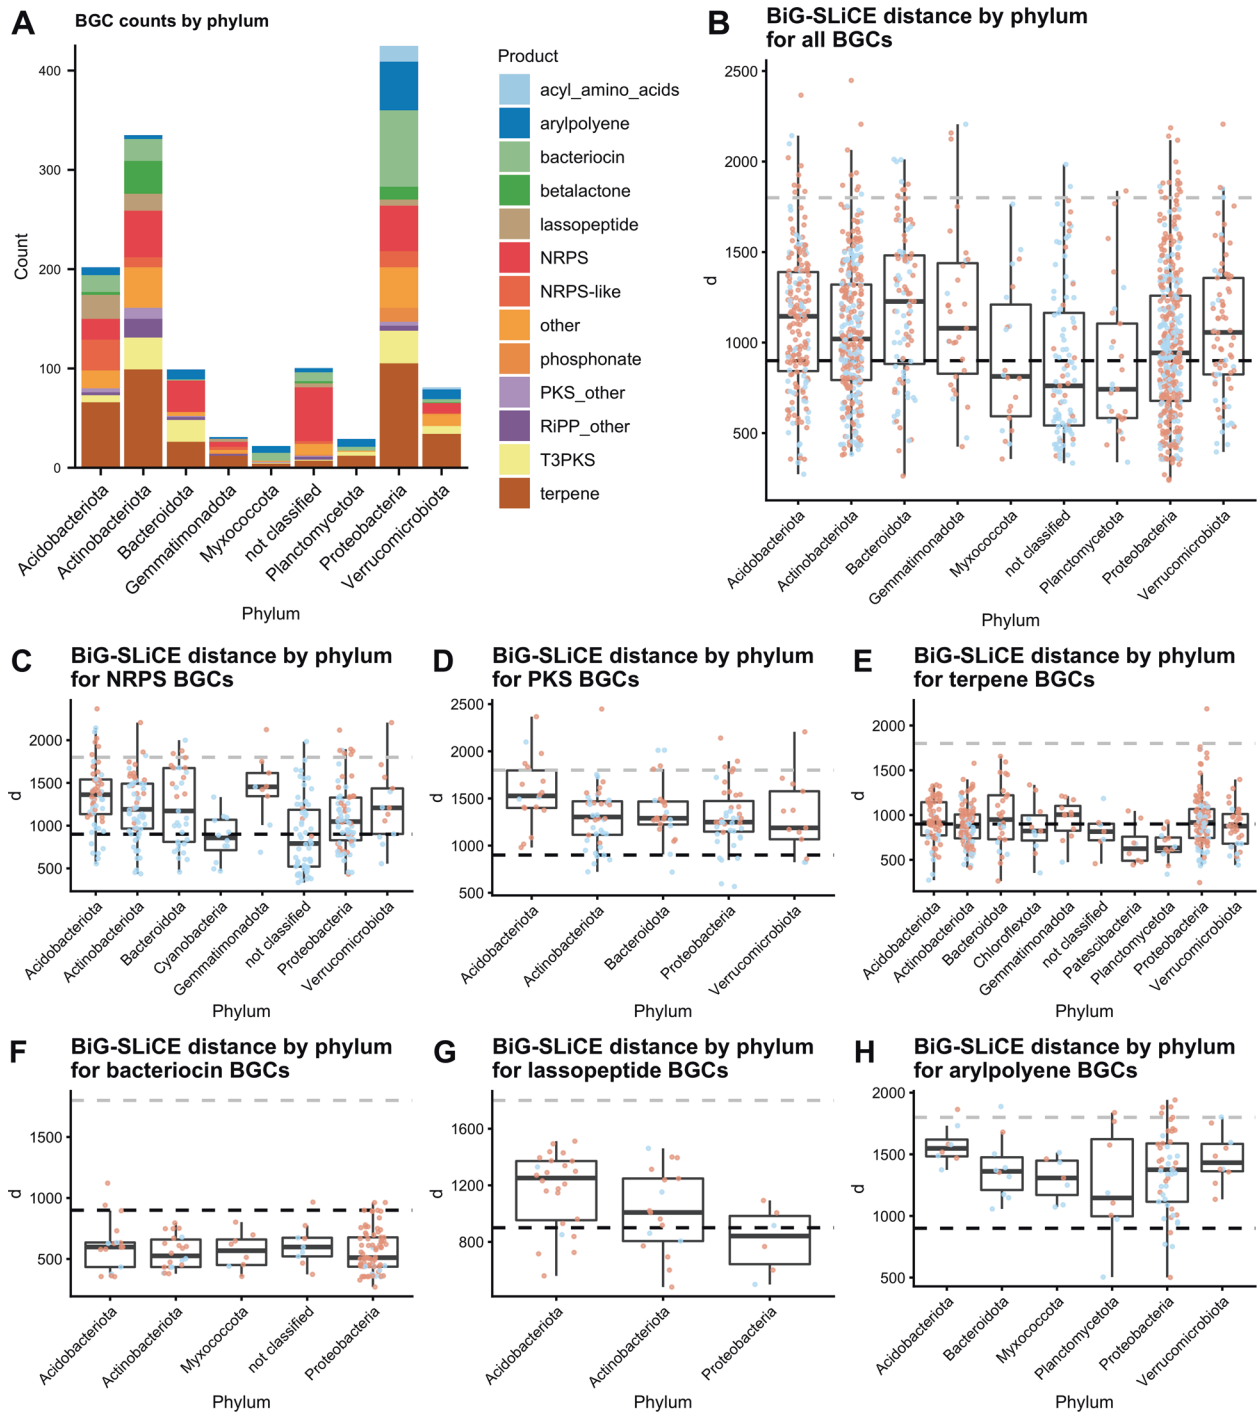 A
BGC counts by phylum
400
300
200
100
0
Count
Acidobacteriota
Actinobacteriota
Bacteroidota
Gemmatimonadota
Myxococcota
not classified
Planctomycetota
Proteobacteria
Verrucomicrobiota
Phylum
Product
acyl_amino_acids
arylpolyene
bacteriocin
betalactone
lassopeptide
NRPS
NRPS-like
other
phosphonate
PKS_other
RiPP_other
T3PKS
terpene
B
BiG-SLiCE distance by phylum
for all BGCs
2500
2000
1500
1000
500
d
Acidobacteriota
Actinobacteriota
Bacteroidota
Gemmatimonadota
Myxococcota
not classified
Planctomycetota
Proteobacteria
Verrucomicrobiota
Phylum
C
BiG-SLiCE distance by phylum
for NRPS BGCs
2000
1500
1000
500
d
Acidobacteriota
Actinobacteriota
Bacteroidota
Cyanobacteria
Gemmatimonadota
not classified
Proteobacteria
Verrucomicrobiota
Phylum
D
BiG-SLiCE distance by phylum
for PKS BGCs
2500
2000
1500
1000
500
d
Acidobacteriota
Actinobacteriota
Bacteroidota
Proteobacteria
Verrucomicrobiota
Phylum
E
BiG-SLiCE distance by phylum
for terpene BGCs
2000
1500
1000
500
d
Acidobacteriota
Actinobacteriota
Bacteroidota
Chloroflexota
Gemmatimonadota
not classified
Patescibacteria
Planctomycetota
Proteobacteria
Verrucomicrobiota
Phylum
F
BiG-SLiCE distance by phylum
for bacteriocin BGCs
1500
1000
500
d
Acidobacteriota
Actinobacteriota
Myxococcota
not classified
Proteobacteria
Phylum
G
BiG-SLiCE distance by phylum
for lassopeptide BGCs
1600
1200
800
d
Acidobacteriota
Actinobacteriota
Proteobacteria
Phylum
H
BiG-SLiCE distance by phylum
for arylpolyene BGCs
2000
1500
1000
500
d
Acidobacteriota
Bacteroidota
Myxococcota
Planctomycetota
Proteobacteria
Verrucomicrobiota
Phylum